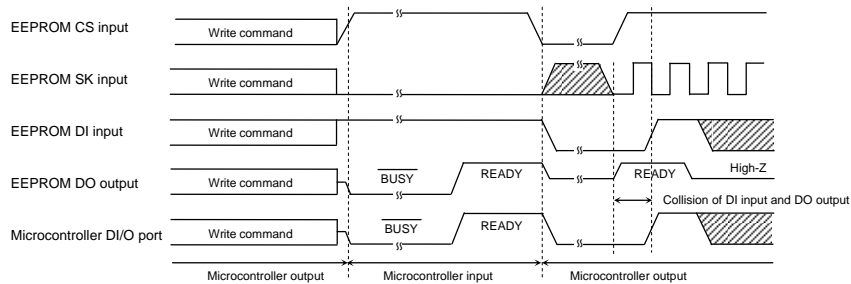 EEPROM CS input
Write command
EEPROM SK input
Write command
EEPROM DI input
Write command
EEPROM DO output
Write command
BUSY
READY
READY
High-Z
Collision of DI input and DO output
Microcontroller DI/O port
Write command
BUSY
READY
Microcontroller output
Microcontroller input
Microcontroller output